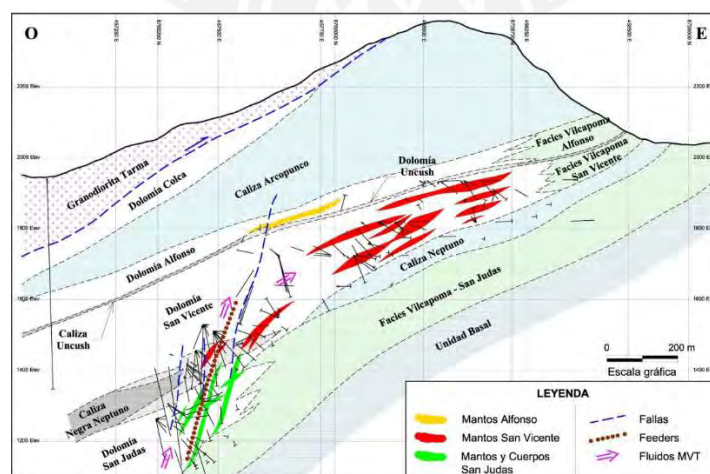 O
E
2200 Elev
2000 Elev
1800 Elev
1600 Elev
1400 Elev
1200 Elev
Granodiorita Tarma
Dolomía Colca
Caliza Arcopunco
Dolomía
Uncush
Facies Vilcapoma
Alfonso
Facies Vilcapoma
San Vicente
Dolomía Alfonso
Caliza Neptuno
Dolomía
San Vicente
Facies Vilcapoma - San Judas
Caliza
Uncush
Unidad Basal
Caliza
Negra Neptuno
Dolomía
San Judas
0 200 m
Escala gráfica
LEYENDA
Mantos Alfonso
Mantos San Vicente
Mantos y Cuerpos
San Judas
Fallas
Feeders
Fluidos MVT